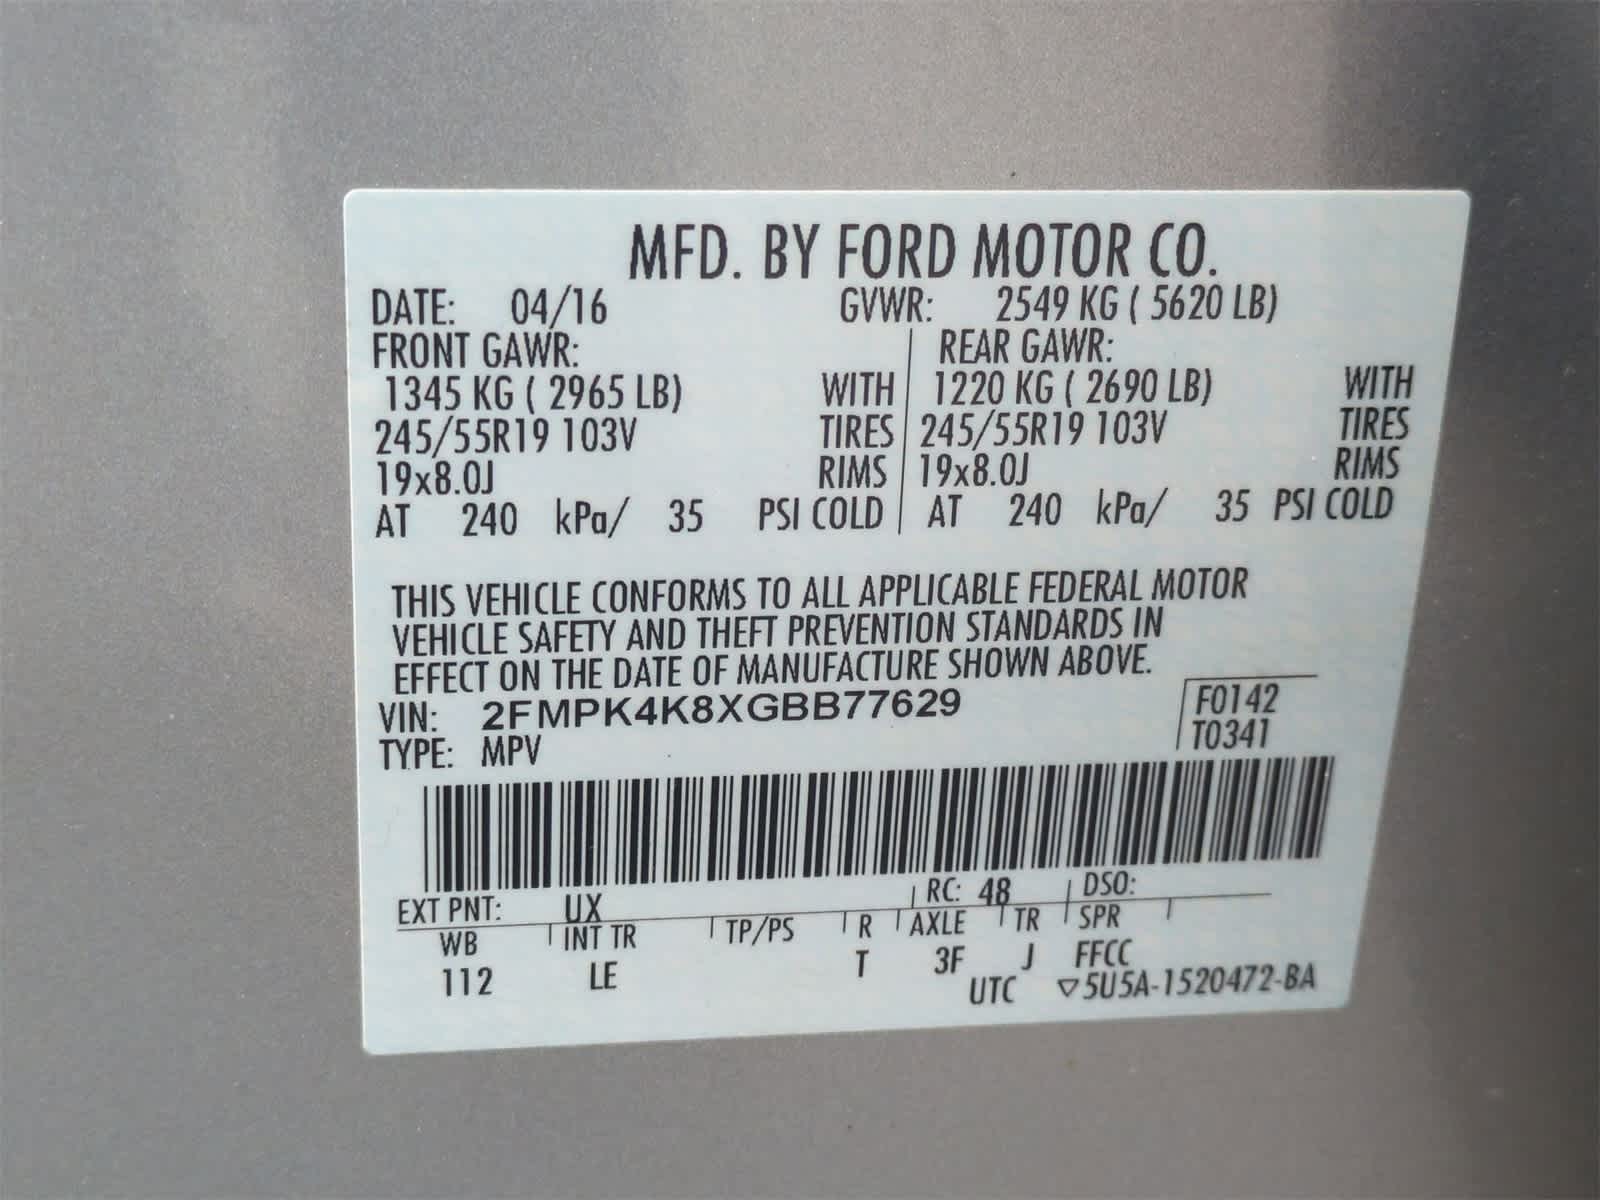 MFD. BY FORD MOTOR CO.
DATE: 04/16 GVWR: 2549 KG ( 5620 LB)
FRONT GAWR: REAR GAWR:
1345 KG ( 2965 LB) WITH 1220 KG ( 2690 LB) WITH
245/55R19 103V TIRES 245/55R19 103V TIRES
19x8.0J RIMS 19x8.0J RIMS
AT 240 kPa/ 35 PSI COLD AT 240 kPa/ 35 PSI COLD
THIS VEHICLE CONFORMS TO ALL APPLICABLE FEDERAL MOTOR
VEHICLE SAFETY AND THEFT PREVENTION STANDARDS IN
EFFECT ON THE DATE OF MANUFACTURE SHOWN ABOVE.
VIN: 2FMPK4K8XGBB77629 F0142
TYPE: MPV T0341
EXT PNT: UX RC: 48 DSO:
WB INT TR TP/PS R AXLE TR SPR
112 LE T 3F J FFCC
UTC ▽5U5A-1520472-BA